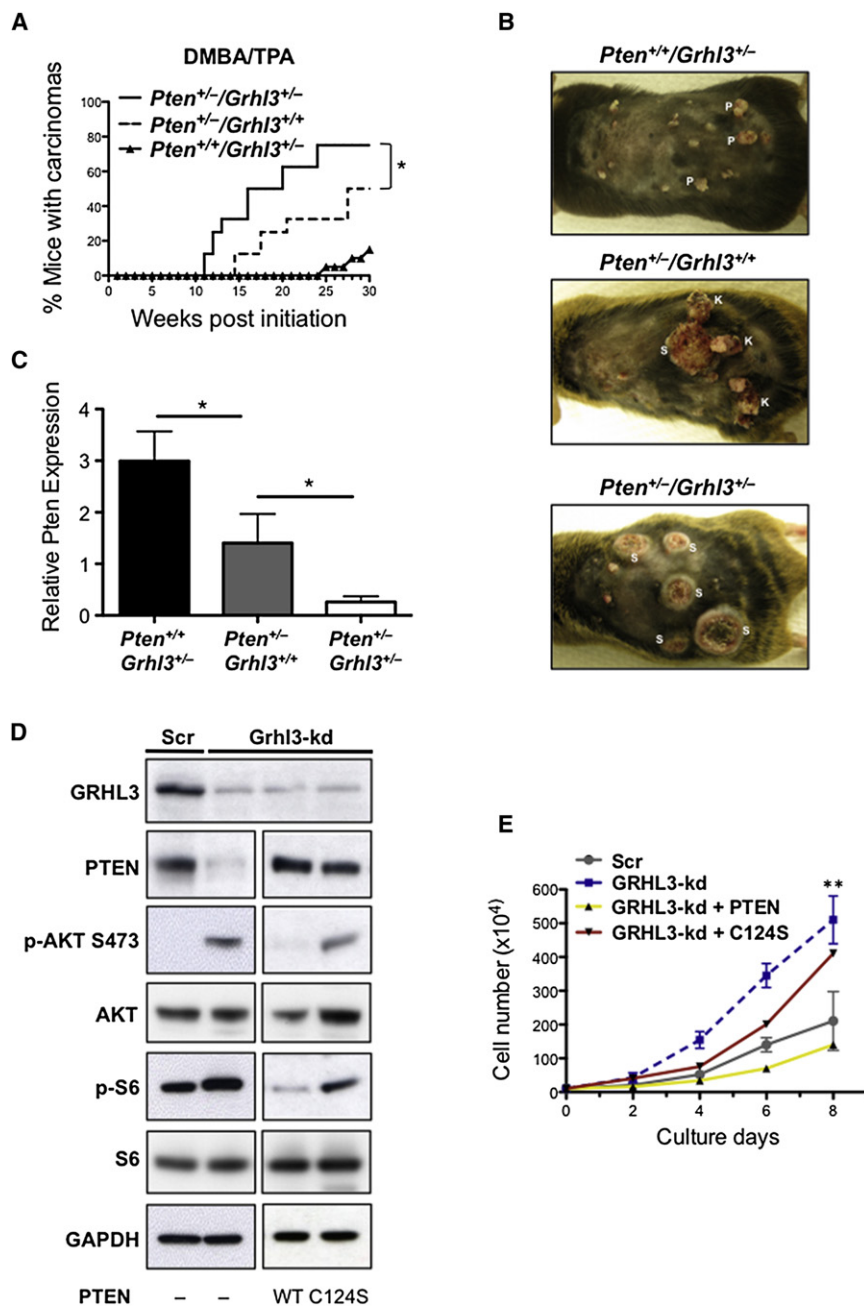 A
DMBA/TPA
Pten+/–/Grhl3+/–
Pten+/–/Grhl3+/+
Pten+/+/Grhl3+/–
% Mice with carcinomas
100
80
60
40
20
0
*
0 5 10 15 20 25 30
Weeks post initiation
B
Pten+/+/Grhl3+/–
P
P
P
Pten+/–/Grhl3+/+
K
S
K
K
Pten+/–/Grhl3+/–
S
S
S
S
S
C
Relative Pten Expression
4
3
2
1
0
*
*
Pten+/+ Pten+/– Pten+/–
Grhl3+/– Grhl3+/+ Grhl3+/–
D
Scr Grhl3-kd
GRHL3
PTEN
p-AKT S473
AKT
p-S6
S6
GAPDH
PTEN – – WT C124S
E
Scr
GRHL3-kd
GRHL3-kd + PTEN
GRHL3-kd + C124S
**
Cell number (x10⁴)
600
500
400
300
200
100
0
0 2 4 6 8
Culture days